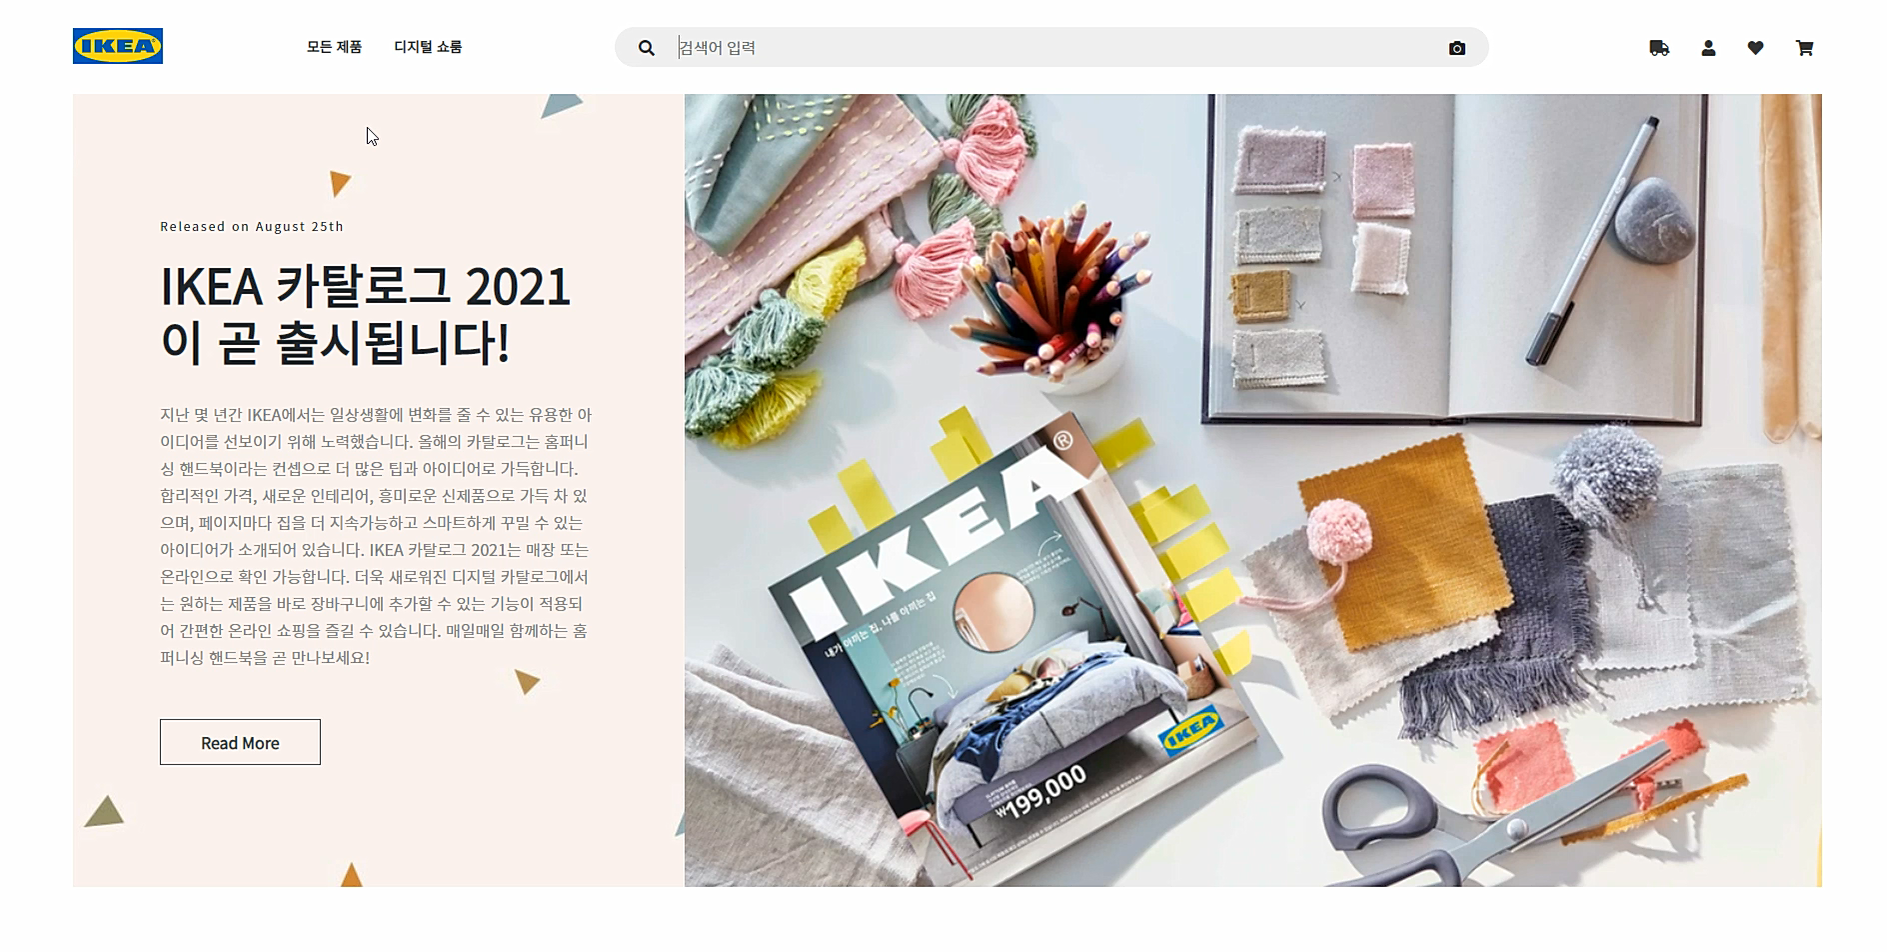 IKEA
모든 제품
디지털 쇼룸
검색어 입력
Released on August 25th
IKEA 카탈로그 2021
이 곧 출시됩니다!
지난 몇 년간 IKEA에서는 일상생활에 변화를 줄 수 있는 유용한 아
이디어를 선보이기 위해 노력했습니다. 올해의 카탈로그는 홈퍼니
싱 핸드북이라는 컨셉으로 더 많은 팁과 아이디어로 가득합니다.
합리적인 가격, 새로운 인테리어, 흥미로운 신제품으로 가득 차 있
으며, 페이지마다 집을 더 지속가능하고 스마트하게 꾸밀 수 있는
아이디어가 소개되어 있습니다. IKEA 카탈로그 2021는 매장 또는
온라인으로 확인 가능합니다. 더욱 새로워진 디지털 카탈로그에서
는 원하는 제품을 바로 장바구니에 추가할 수 있는 기능이 적용되
어 간편한 온라인 쇼핑을 즐길 수 있습니다. 매일매일 함께하는 홈
퍼니싱 핸드북을 곧 만나보세요!
Read More
IKEA®
내가 아끼는 집, 나를 아끼는 집
IKEA
₩199,000